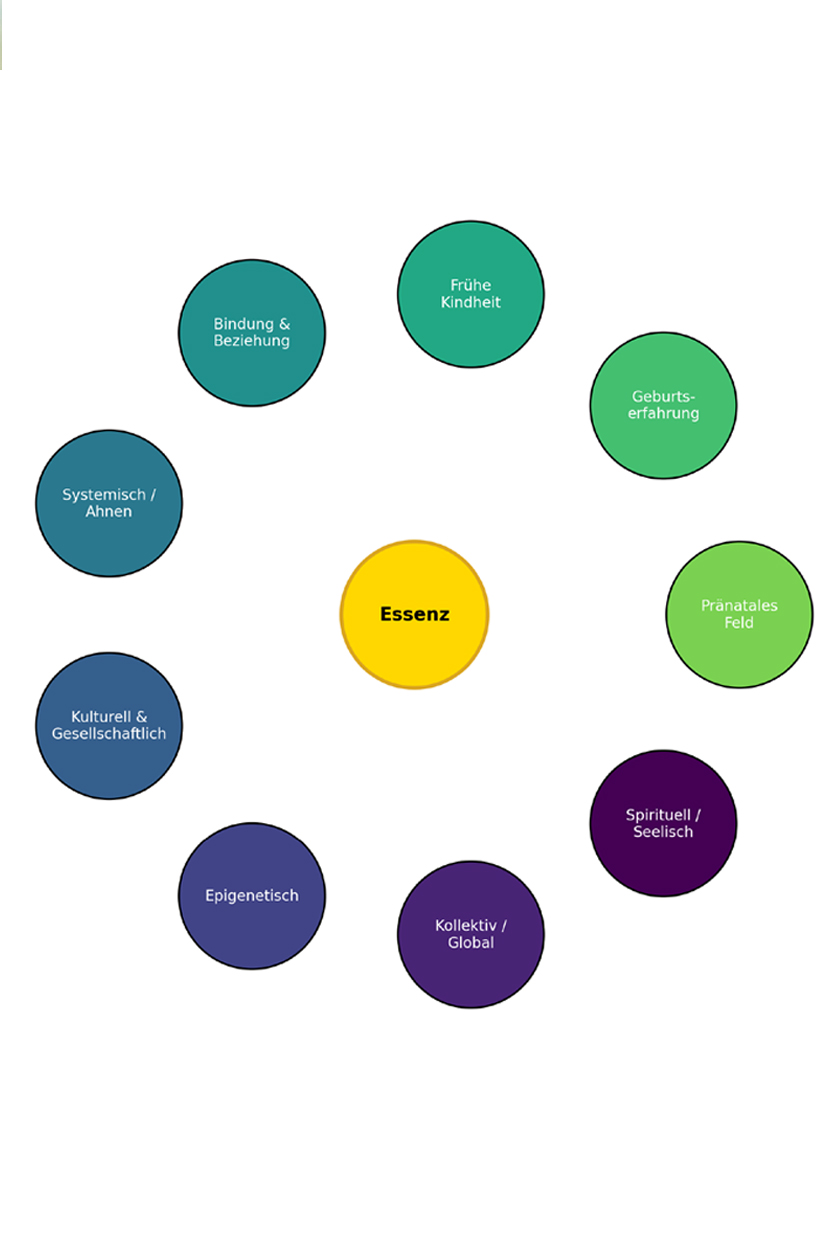 Frühe
Kindheit
Bindung &
Beziehung
Geburts-
erfahrung
Systemisch /
Ahnen
Pränatales
Feld
Essenz
Kulturell &
Gesellschaftlich
Spirituell /
Seelisch
Epigenetisch
Kollektiv /
Global